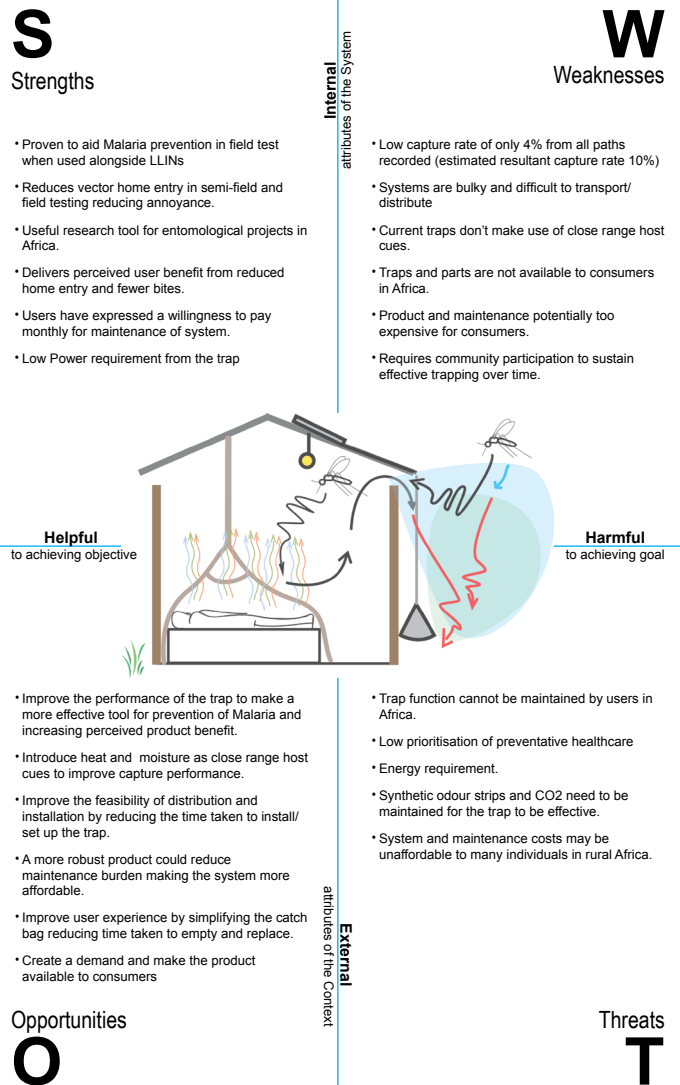 S
Strengths
W
Weaknesses
Internal
attributes of the System
• Proven to aid Malaria prevention in field test
when used alongside LLINs
• Reduces vector home entry in semi-field and
field testing reducing annoyance.
• Useful research tool for entomological projects in
Africa.
• Delivers perceived user benefit from reduced
home entry and fewer bites.
• Users have expressed a willingness to pay
monthly for maintenance of system.
• Low Power requirement from the trap
• Low capture rate of only 4% from all paths
recorded (estimated resultant capture rate 10%)
• Systems are bulky and difficult to transport/
distribute
• Current traps don’t make use of close range host
cues.
• Traps and parts are not available to consumers
in Africa.
• Product and maintenance potentially too
expensive for consumers.
• Requires community participation to sustain
effective trapping over time.
Helpful
to achieving objective
Harmful
to achieving goal
• Improve the performance of the trap to make a
more effective tool for prevention of Malaria and
increasing perceived product benefit.
• Introduce heat and moisture as close range host
cues to improve capture performance.
• Improve the feasibility of distribution and
installation by reducing the time taken to install/
set up the trap.
• A more robust product could reduce
maintenance burden making the system more
affordable.
• Improve user experience by simplifying the catch
bag reducing time taken to empty and replace.
• Create a demand and make the product
available to consumers
• Trap function cannot be maintained by users in
Africa.
• Low prioritisation of preventative healthcare
• Energy requirement.
• Synthetic odour strips and CO2 need to be
maintained for the trap to be effective.
• System and maintenance costs may be
unaffordable to many individuals in rural Africa.
External
attributes of the Context
Opportunities
O
Threats
T